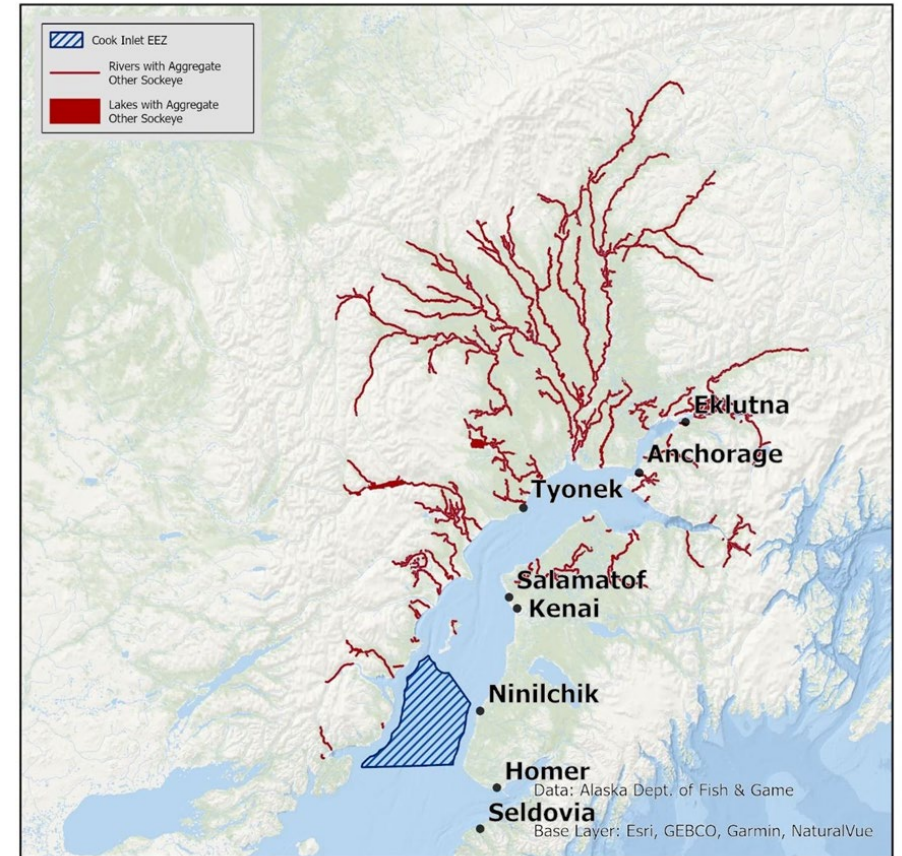 Cook Inlet EEZ
Rivers with Aggregate
Other Sockeye
Lakes with Aggregate
Other Sockeye
Eklutna
Anchorage
Tyonek
Salamatof
Kenai
Ninilchik
Homer
Data: Alaska Dept. of Fish & Game
Seldovia
Base Layer: Esri, GEBCO, Garmin, NaturalVue